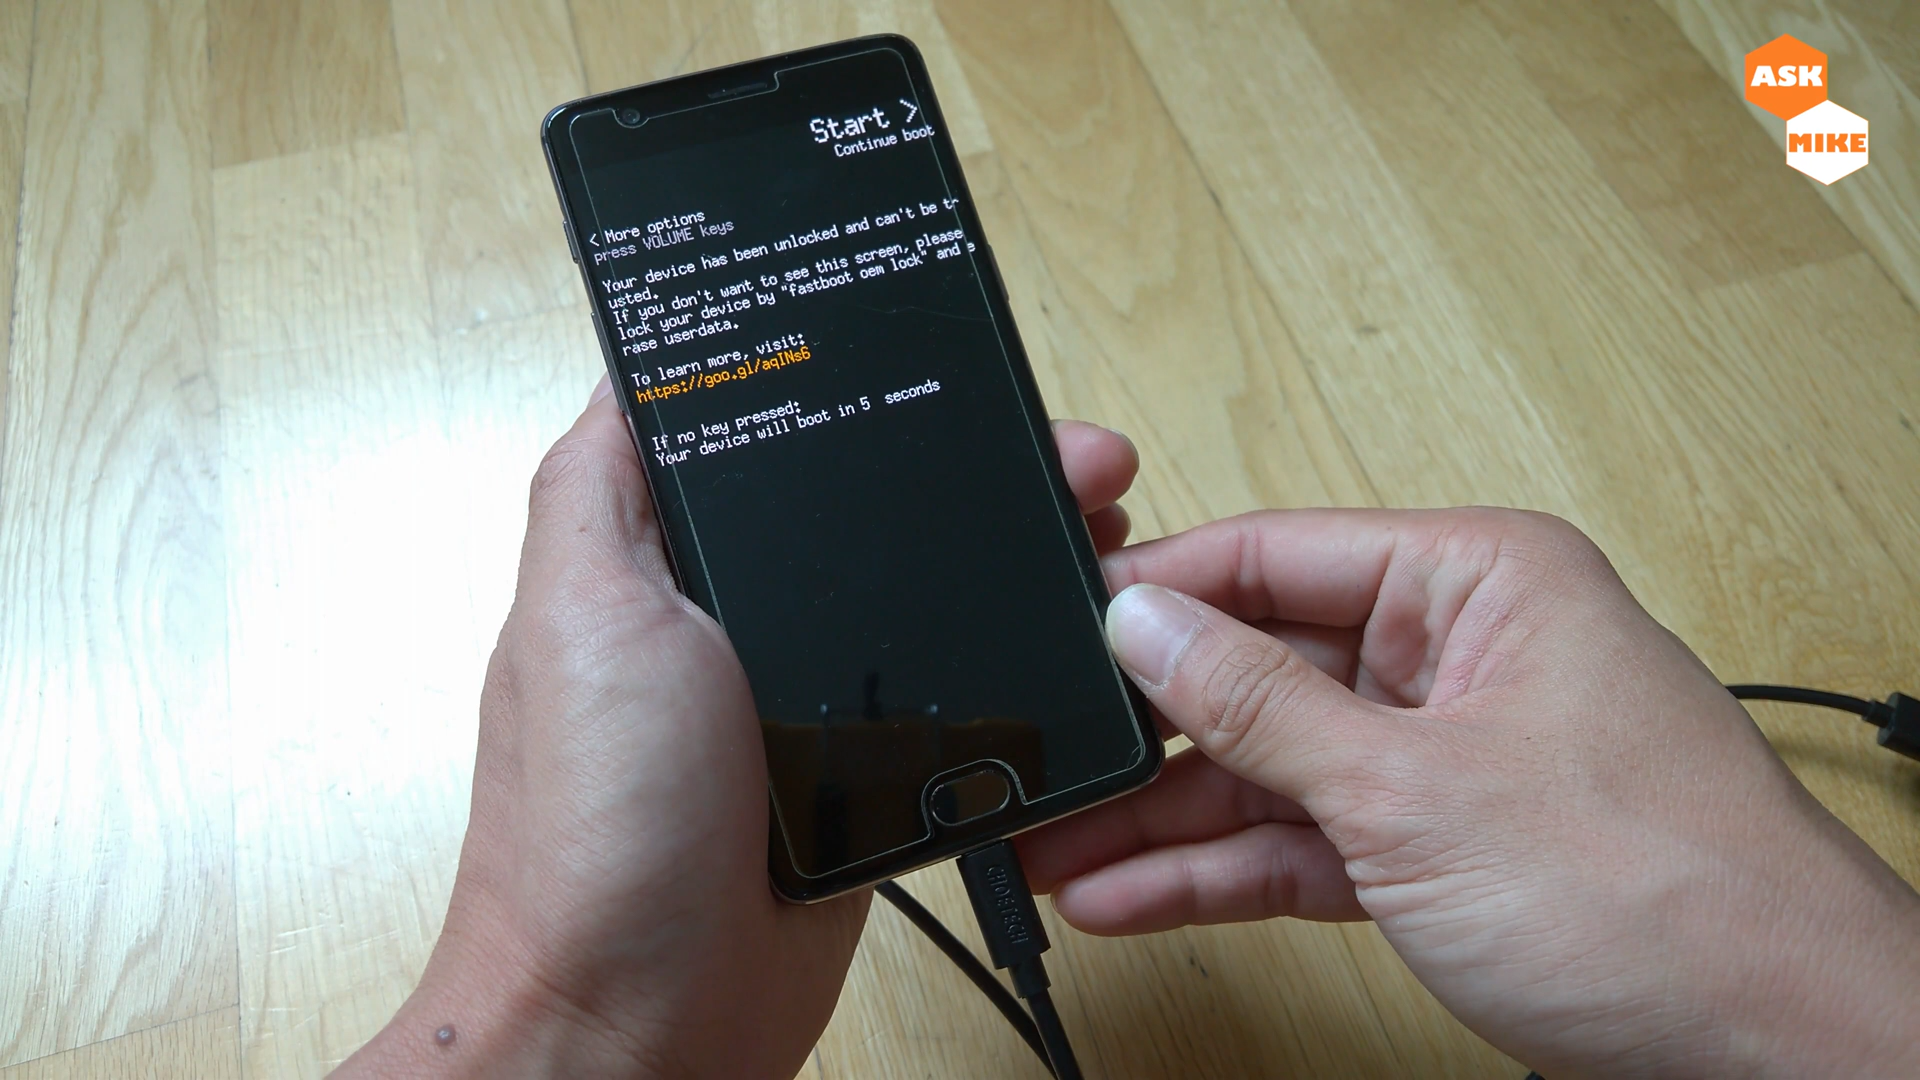 ASK
MIKE
Start >
Continue boot
< More options
press VOLUME keys
Your device has been unlocked and can't be tr
usted.
If you don't want to see this screen, please
lock your device by "fastboot oem lock" and e
rase userdata.
To learn more, visit:
https://goo.gl/aqINs6
If no key pressed:
Your device will boot in 5 seconds
CHOETECH